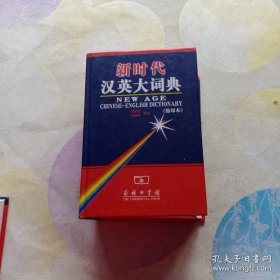 新时代
汉英大词典
NEW AGE
CHINESE-ENGLISH DICTIONARY
(缩印本)
商务印书馆
THE COMMERCIAL PRESS
孔夫子旧书网